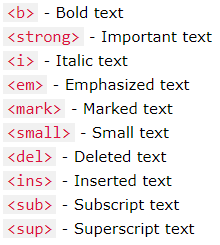 <b> - Bold text
<strong> - Important text
<i> - Italic text
<em> - Emphasized text
<mark> - Marked text
<small> - Small text
<del> - Deleted text
<ins> - Inserted text
<sub> - Subscript text
<sup> - Superscript text